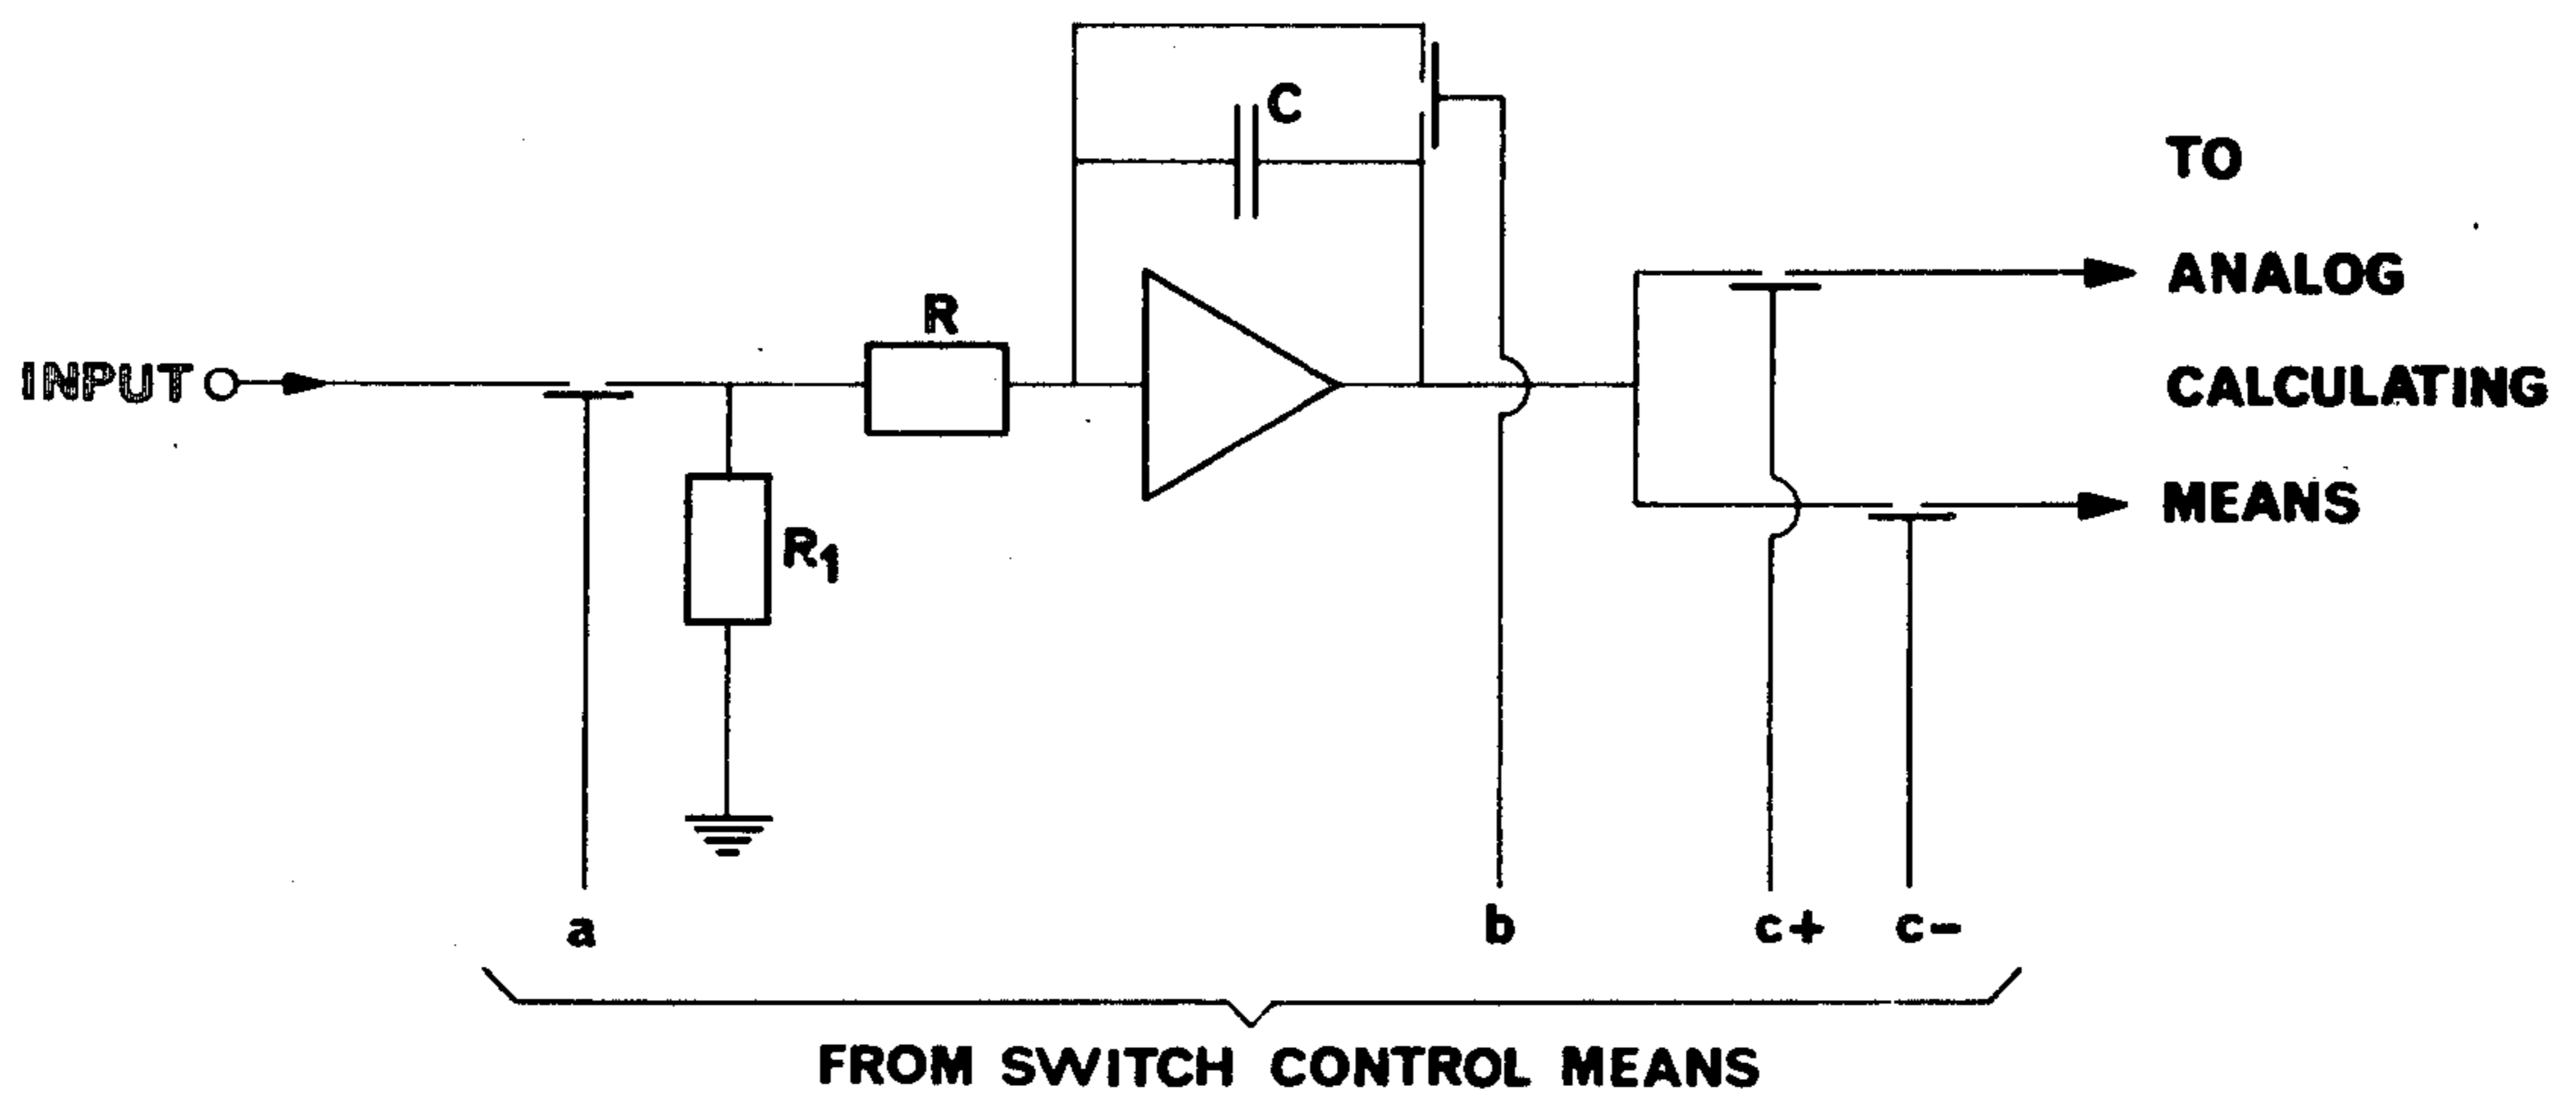 C
TO
ANALOG
CALCULATING
MEANS
R
INPUT
R1
a
b
c+
c-
FROM SWITCH CONTROL MEANS